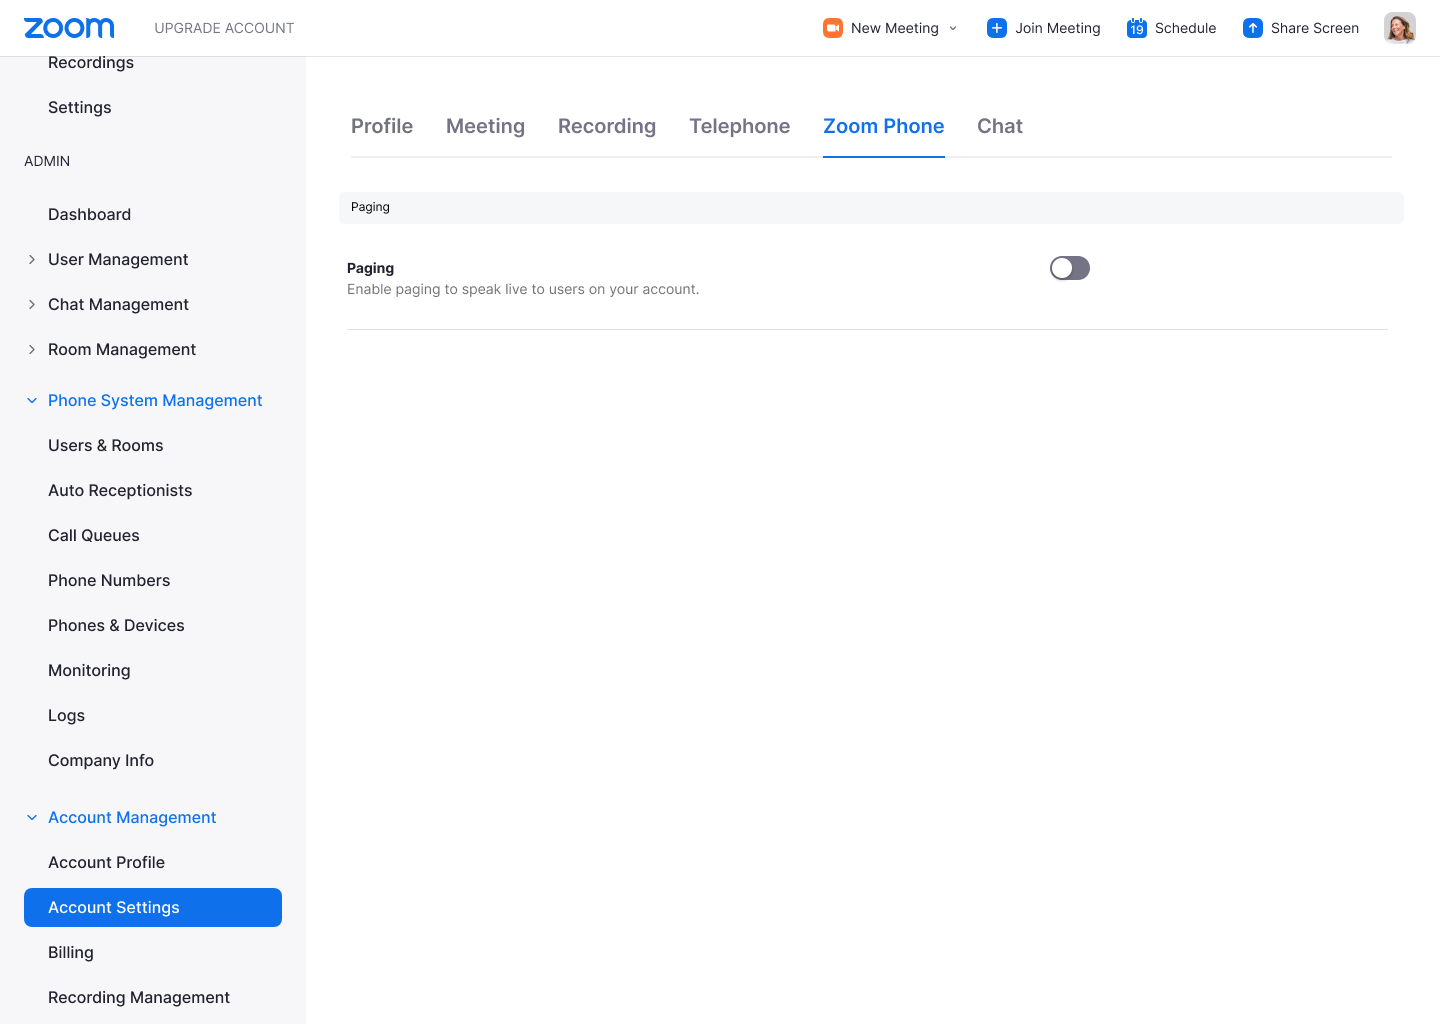 zoom
UPGRADE ACCOUNT
New Meeting
Join Meeting
19
Schedule
Share Screen
Recordings
Settings
ADMIN
Dashboard
User Management
Chat Management
Room Management
Phone System Management
Users & Rooms
Auto Receptionists
Call Queues
Phone Numbers
Phones & Devices
Monitoring
Logs
Company Info
Account Management
Account Profile
Account Settings
Billing
Recording Management
Profile
Meeting
Recording
Telephone
Zoom Phone
Chat
Paging
Paging
Enable paging to speak live to users on your account.